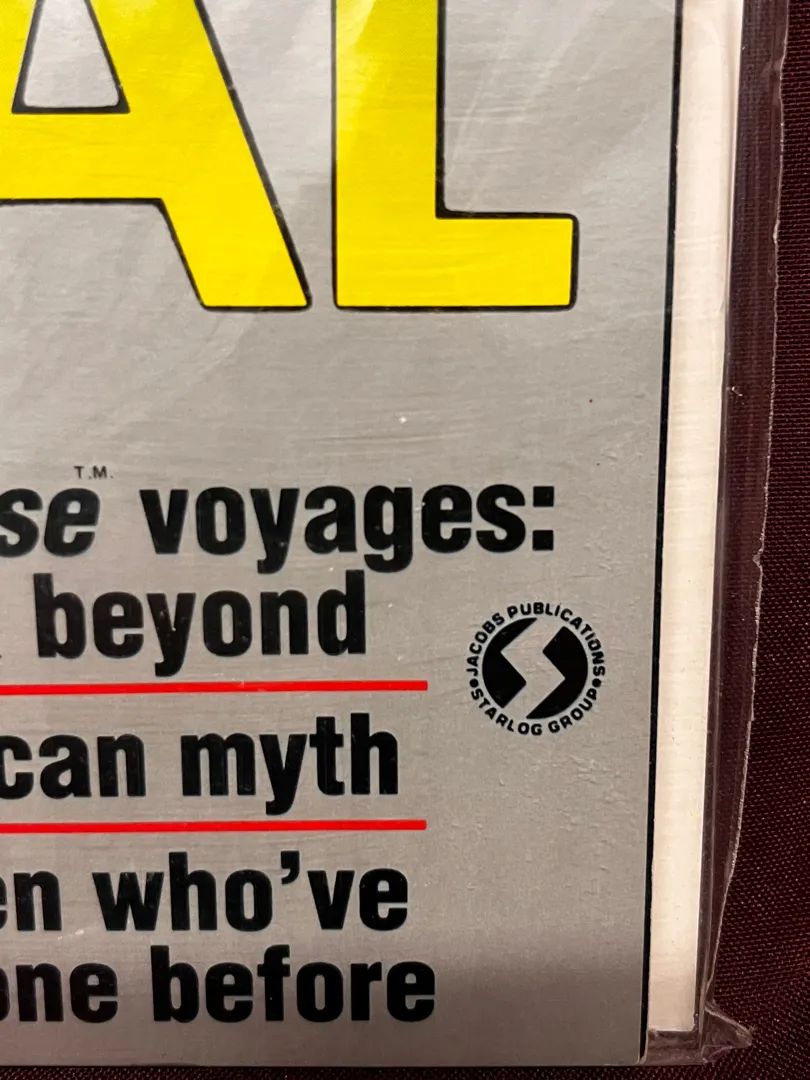 AL
T.M.
se voyages:
beyond
can myth
en who've
one before
JACOBS PUBLICATIONS
STARLOG GROUP